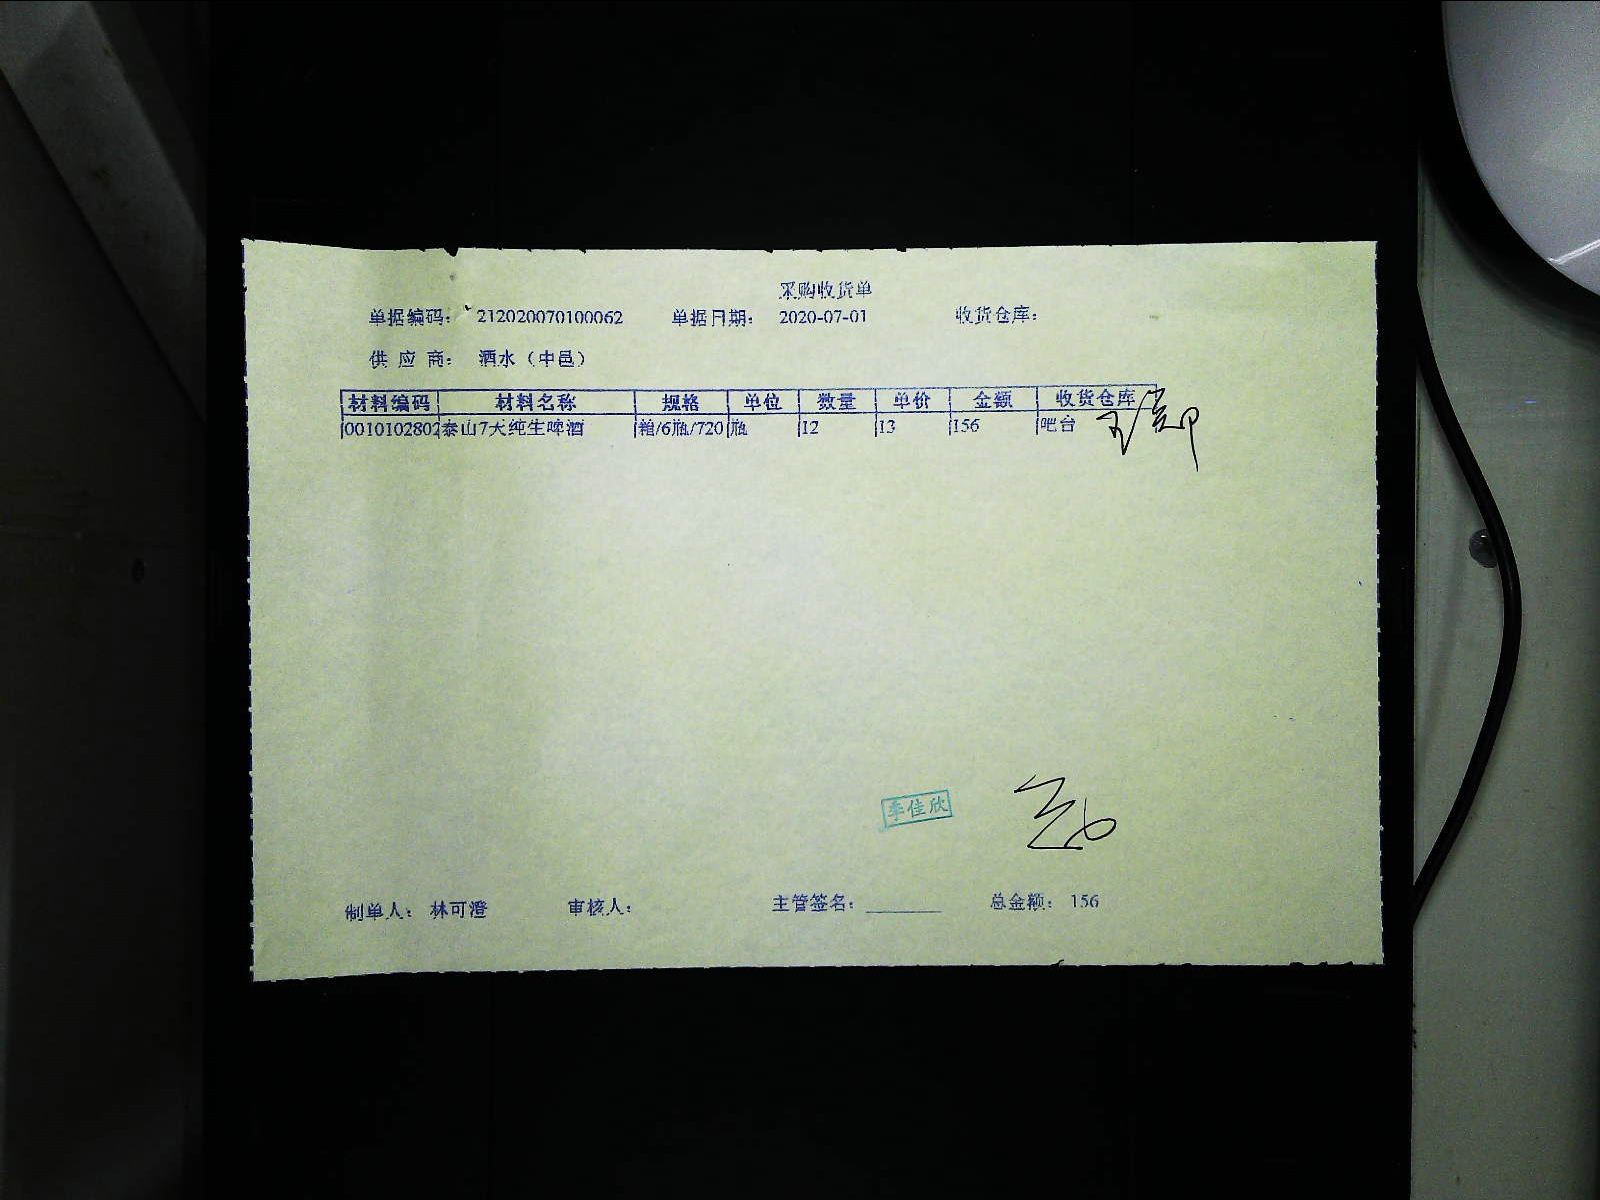 采购收货单
单据编码： 212020070100062 单据日期： 2020-07-01 收货仓库：
供 应 商： 酒水（中邑）
材料编码 材料名称 规格 单位 数量 单价 金额 收货仓库
0010102802 泰山7天纯生啤酒 箱/6瓶/720 瓶 12 13 156 吧台
李佳欣
制单人： 林可澄 审核人： 主管签名： 总金额： 156